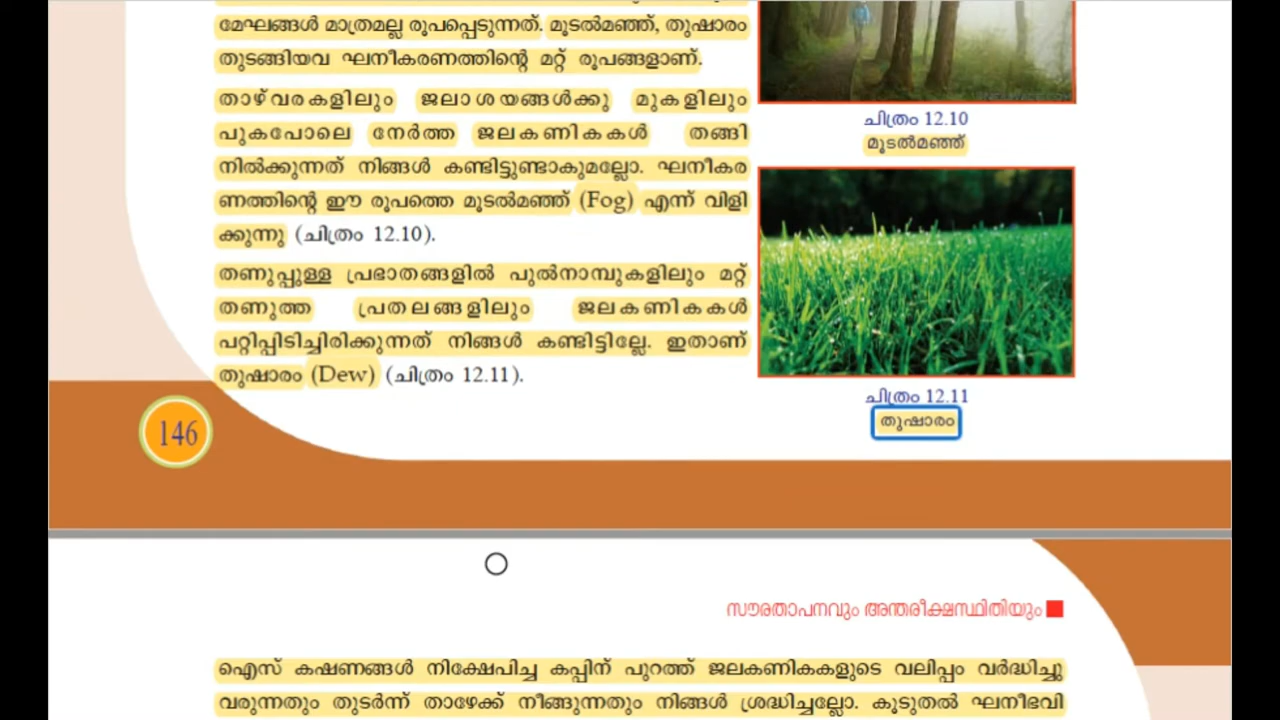 മേഘങ്ങൾ മാത്രമല്ല രൂപപ്പെടുന്നത്. മൂടൽമഞ്ഞ്, തുഷാരം
തുടങ്ങിയവ ഘനീകരണത്തിന്റെ മറ്റ് രൂപങ്ങളാണ്.
താഴ്‌വരകളിലും ജലാശയങ്ങൾക്കു മുകളിലും
പുകപോലെ നേർത്ത ജലകണികകൾ തങ്ങി
നിൽക്കുന്നത് നിങ്ങൾ കണ്ടിട്ടുണ്ടാകുമല്ലോ. ഘനീകര
ണത്തിന്റെ ഈ രൂപത്തെ മൂടൽമഞ്ഞ് (Fog) എന്ന് വിളി
ക്കുന്നു (ചിത്രം 12.10).
തണുപ്പുള്ള പ്രഭാതങ്ങളിൽ പുൽനാമ്പുകളിലും മറ്റ്
തണുത്ത പ്രതലങ്ങളിലും ജലകണികകൾ
പറ്റിപ്പിടിച്ചിരിക്കുന്നത് നിങ്ങൾ കണ്ടിട്ടില്ലേ. ഇതാണ്
തുഷാരം (Dew) (ചിത്രം 12.11).
ചിത്രം 12.10
മൂടൽമഞ്ഞ്
ചിത്രം 12.11
തുഷാരം
146
സൗരതാപനവും അന്തരീക്ഷസ്ഥിതിയും
ഐസ് കഷണങ്ങൾ നിക്ഷേപിച്ച കപ്പിന് പുറത്ത് ജലകണികകളുടെ വലിപ്പം വർദ്ധിച്ചു
വരുന്നതും തുടർന്ന് താഴേക്ക് നീങ്ങുന്നതും നിങ്ങൾ ശ്രദ്ധിച്ചല്ലോ. കൂടുതൽ ഘനീഭവി